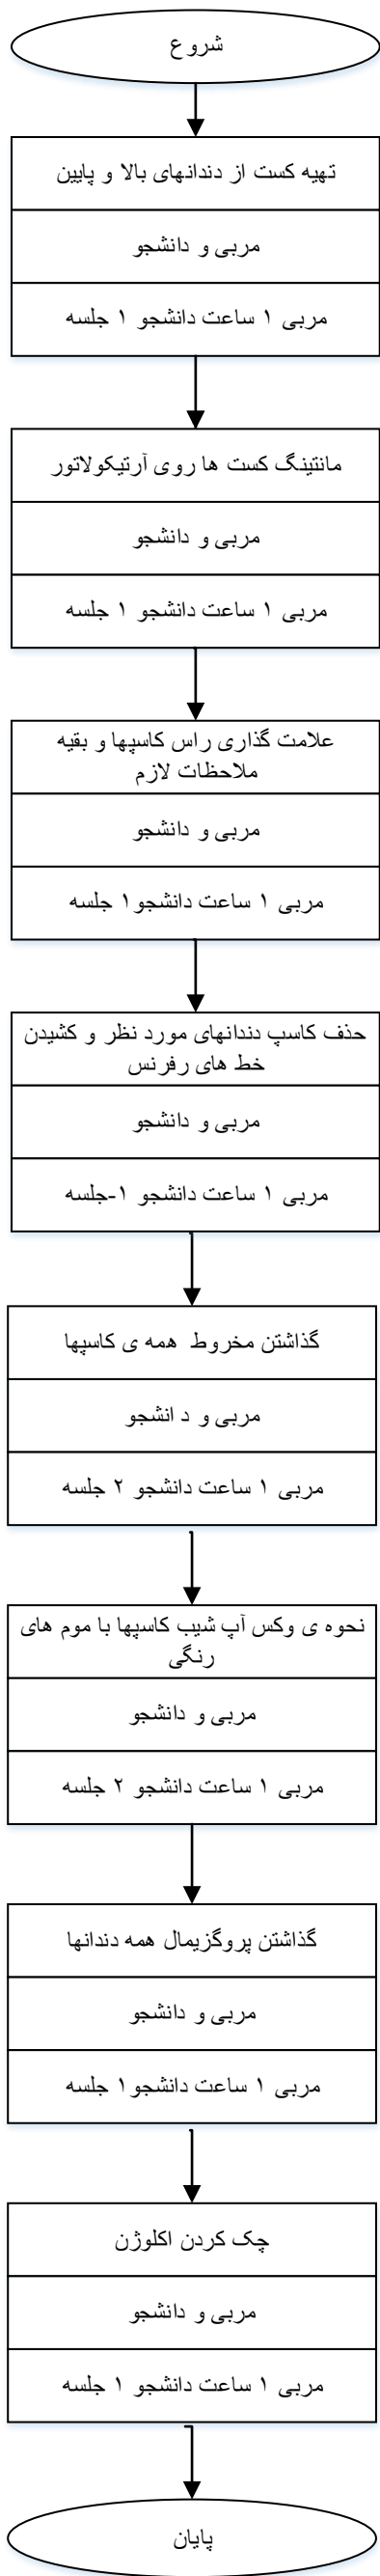 شروع
تهیه کست از دندانهای بالا و پایین
مربی و دانشجو
مربی ۱ ساعت دانشجو ۱ جلسه
مانتینگ کست ها روی آرتیکولاتور
مربی و دانشجو
مربی ۱ ساعت دانشجو ۱ جلسه
علامت گذاری راس کاسپها و بقیه
ملاحظات لازم
مربی و دانشجو
مربی ۱ ساعت دانشجو۱ جلسه
حذف کاسپ دندانهای مورد نظر و کشیدن
خط های رفرنس
مربی و دانشجو
مربی ۱ ساعت دانشجو ۱-جلسه
گذاشتن مخروط همه ی کاسپها
مربی و د انشجو
مربی ۱ ساعت دانشجو ۲ جلسه
نحوه ی وکس آپ شیب کاسپها با موم های
رنگی
مربی و دانشجو
مربی ۱ ساعت دانشجو ۲ جلسه
گذاشتن پروگزیمال همه دندانها
مربی و دانشجو
مربی ۱ ساعت دانشجو۱ جلسه
چک کردن اکلوژن
مربی و دانشجو
مربی ۱ ساعت دانشجو ۱ جلسه
پایان